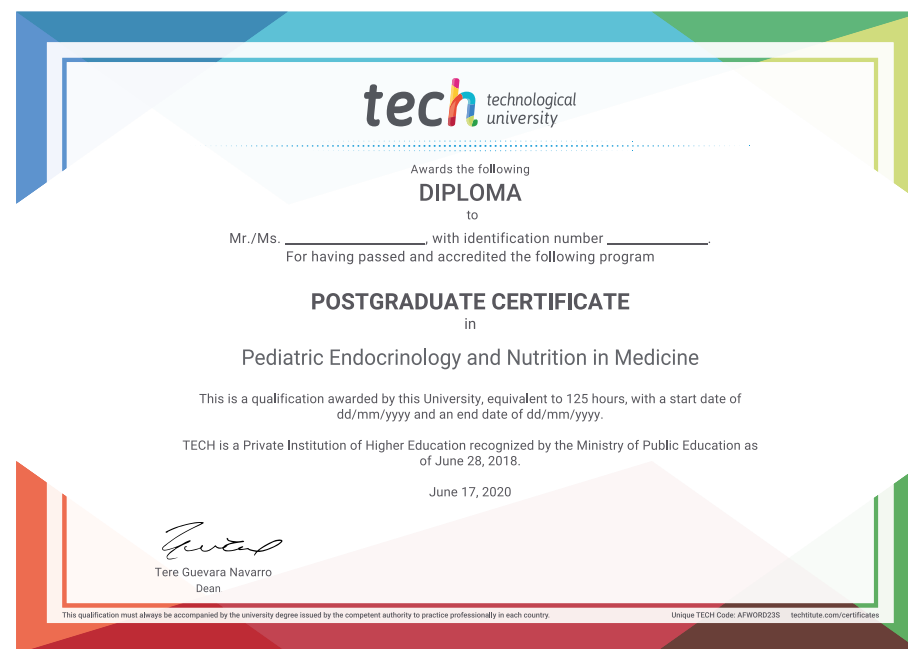 tech technological
university
Awards the following
DIPLOMA
to
Mr./Ms. ____________________, with identification number ______________.
For having passed and accredited the following program
POSTGRADUATE CERTIFICATE
in
Pediatric Endocrinology and Nutrition in Medicine
This is a qualification awarded by this University, equivalent to 125 hours, with a start date of
dd/mm/yyyy and an end date of dd/mm/yyyy.
TECH is a Private Institution of Higher Education recognized by the Ministry of Public Education as
of June 28, 2018.
June 17, 2020
Tere Guevara Navarro
Dean
This qualification must always be accompanied by the university degree issued by the competent authority to practice professionally in each country. Unique TECH Code: AFWORD23S techtitute.com/certificates